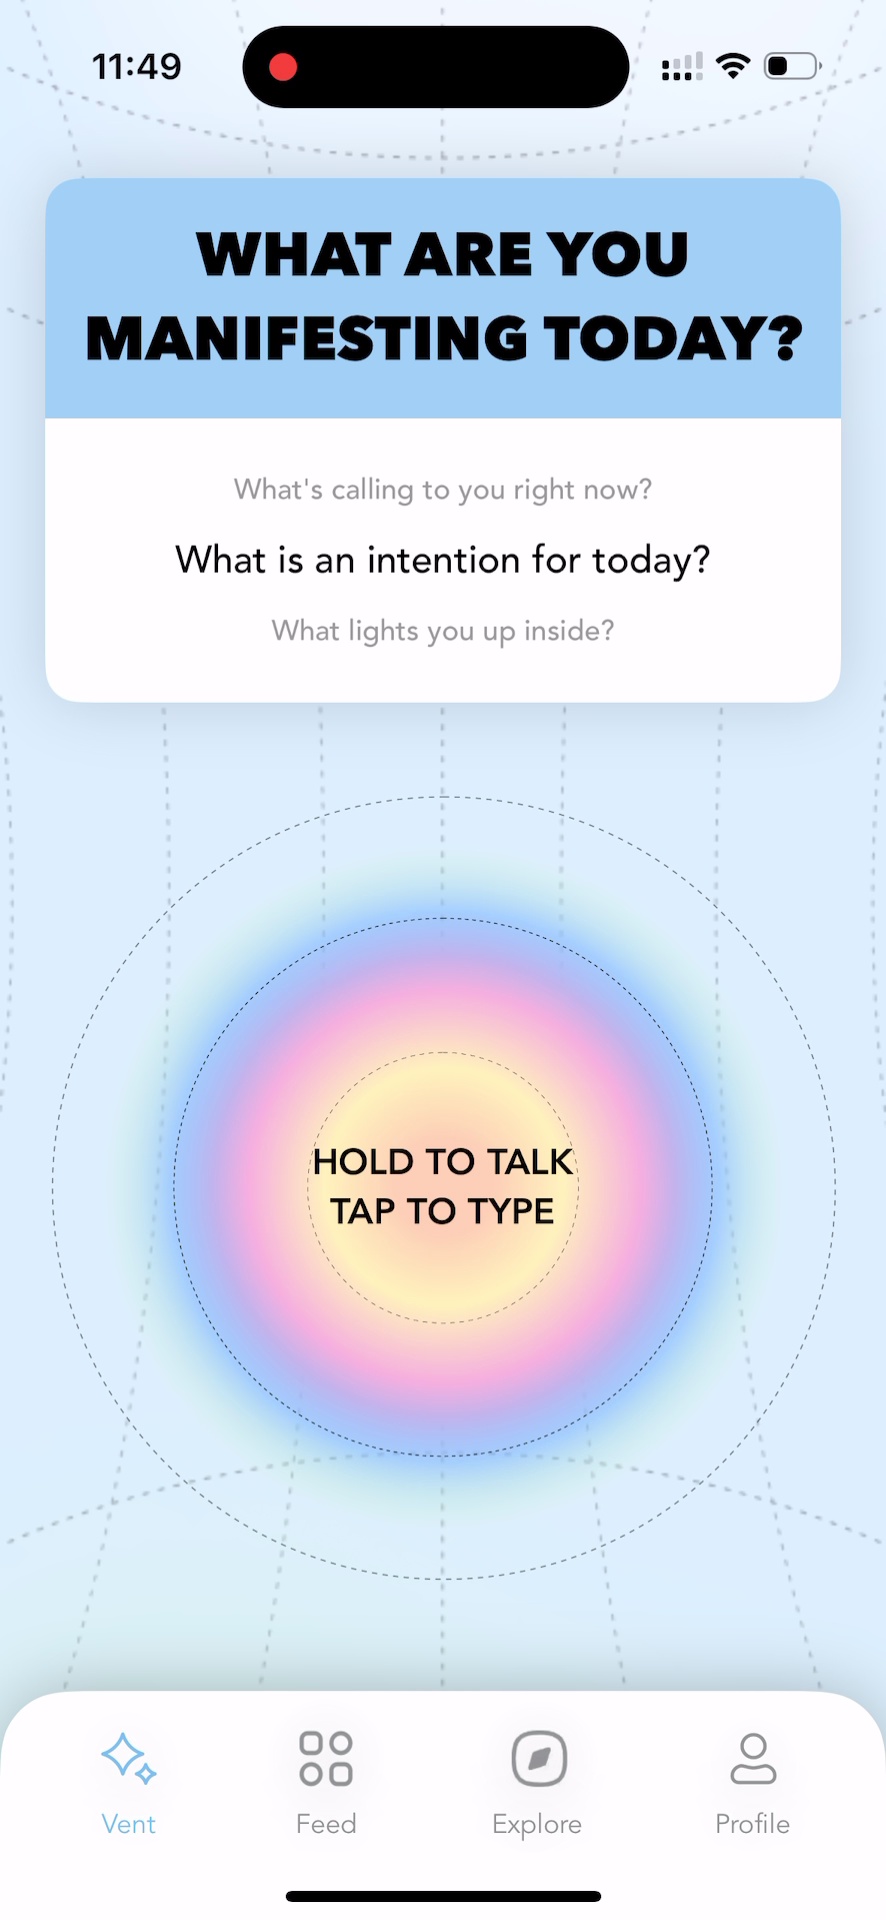 11:49
WHAT ARE YOU
MANIFESTING TODAY?
What's calling to you right now?
What is an intention for today?
What lights you up inside?
HOLD TO TALK
TAP TO TYPE
Vent
Feed
Explore
Profile